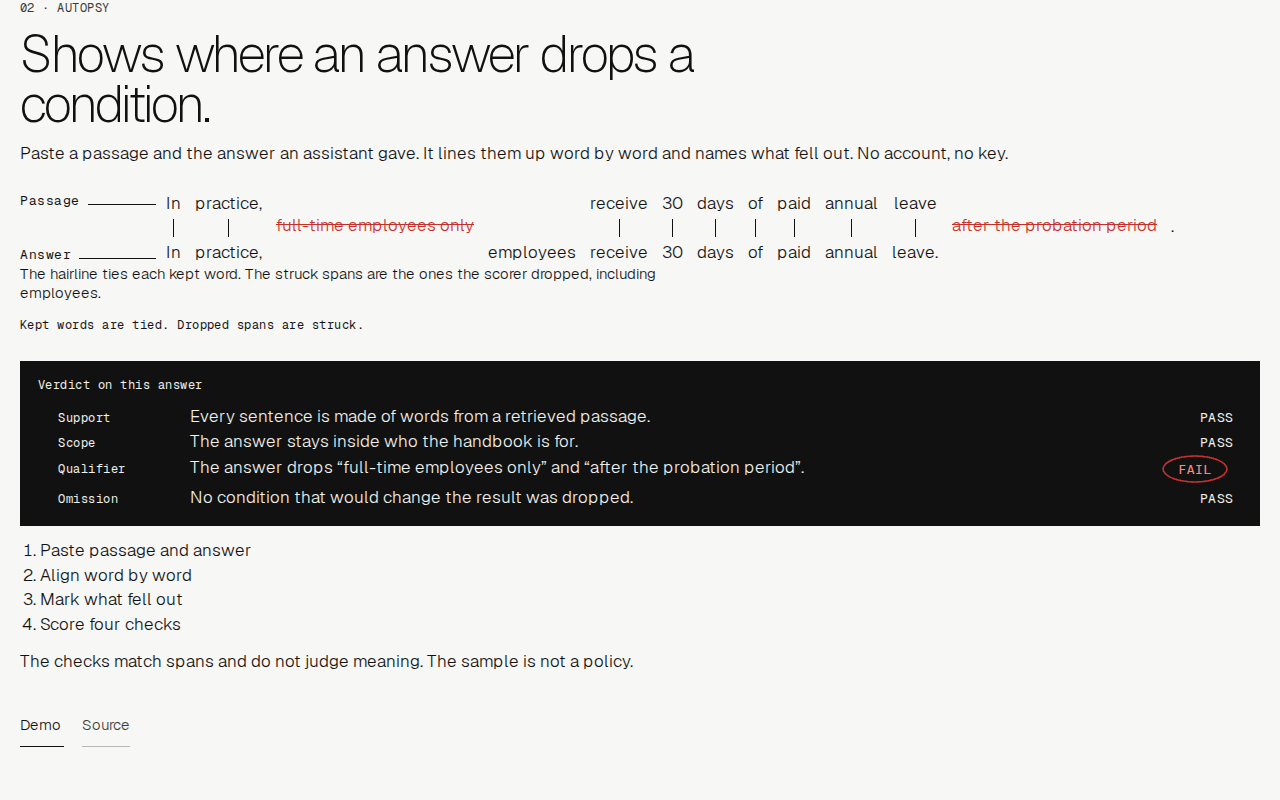 02 · AUTOPSY
Shows where an answer drops a
condition.
Paste a passage and the answer an assistant gave. It lines them up word by word and names what fell out. No account, no key.
Passage In practice, receive 30 days of paid annual leave
full-time employees only after the probation period .
Answer In practice, employees receive 30 days of paid annual leave.
The hairline ties each kept word. The struck spans are the ones the scorer dropped, including
employees.
Kept words are tied. Dropped spans are struck.
Verdict on this answer
Support Every sentence is made of words from a retrieved passage. PASS
Scope The answer stays inside who the handbook is for. PASS
Qualifier The answer drops “full-time employees only” and “after the probation period”. FAIL
Omission No condition that would change the result was dropped. PASS
1. Paste passage and answer
2. Align word by word
3. Mark what fell out
4. Score four checks
The checks match spans and do not judge meaning. The sample is not a policy.
Demo Source